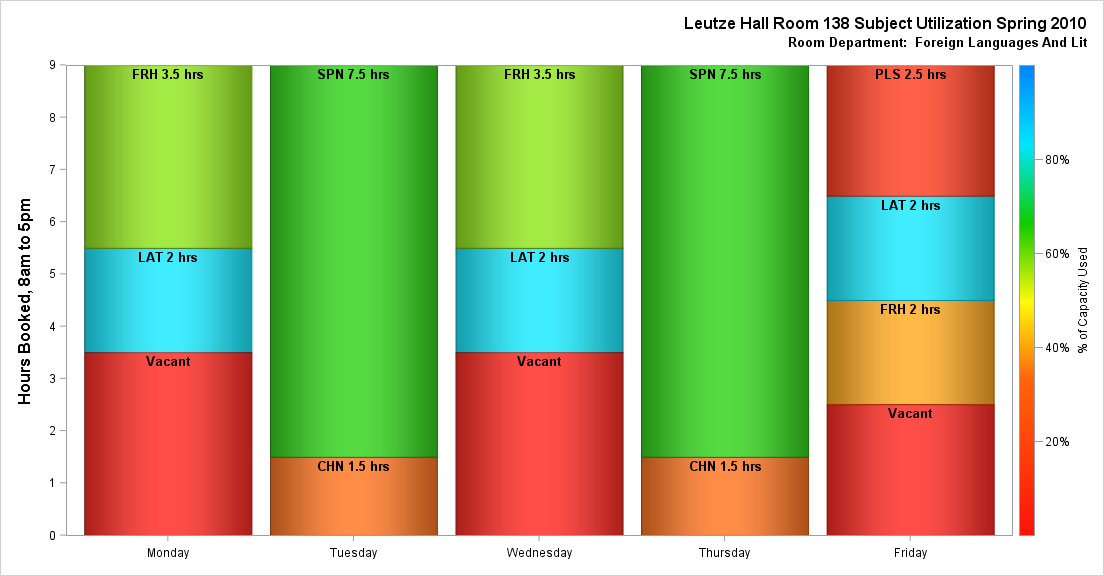 Leutze Hall Room 138 Subject Utilization Spring 2010
Room Department:  Foreign Languages And Lit
Hours Booked, 8am to 5pm
9
8
7
6
5
4
3
2
1
0
FRH 3.5 hrs
LAT 2 hrs
Vacant
SPN 7.5 hrs
CHN 1.5 hrs
FRH 3.5 hrs
LAT 2 hrs
Vacant
SPN 7.5 hrs
CHN 1.5 hrs
PLS 2.5 hrs
LAT 2 hrs
FRH 2 hrs
Vacant
Monday
Tuesday
Wednesday
Thursday
Friday
80%
60%
40%
20%
% of Capacity Used